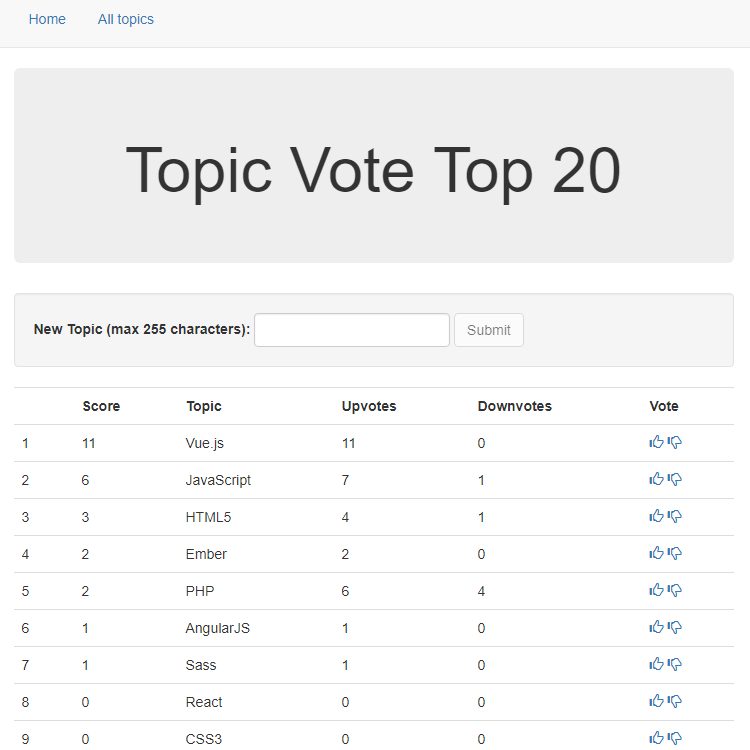 Home All topics
Topic Vote Top 20
New Topic (max 255 characters): Submit
Score Topic Upvotes Downvotes Vote
1 11 Vue.js 11 0
2 6 JavaScript 7 1
3 3 HTML5 4 1
4 2 Ember 2 0
5 2 PHP 6 4
6 1 AngularJS 1 0
7 1 Sass 1 0
8 0 React 0 0
9 0 CSS3 0 0